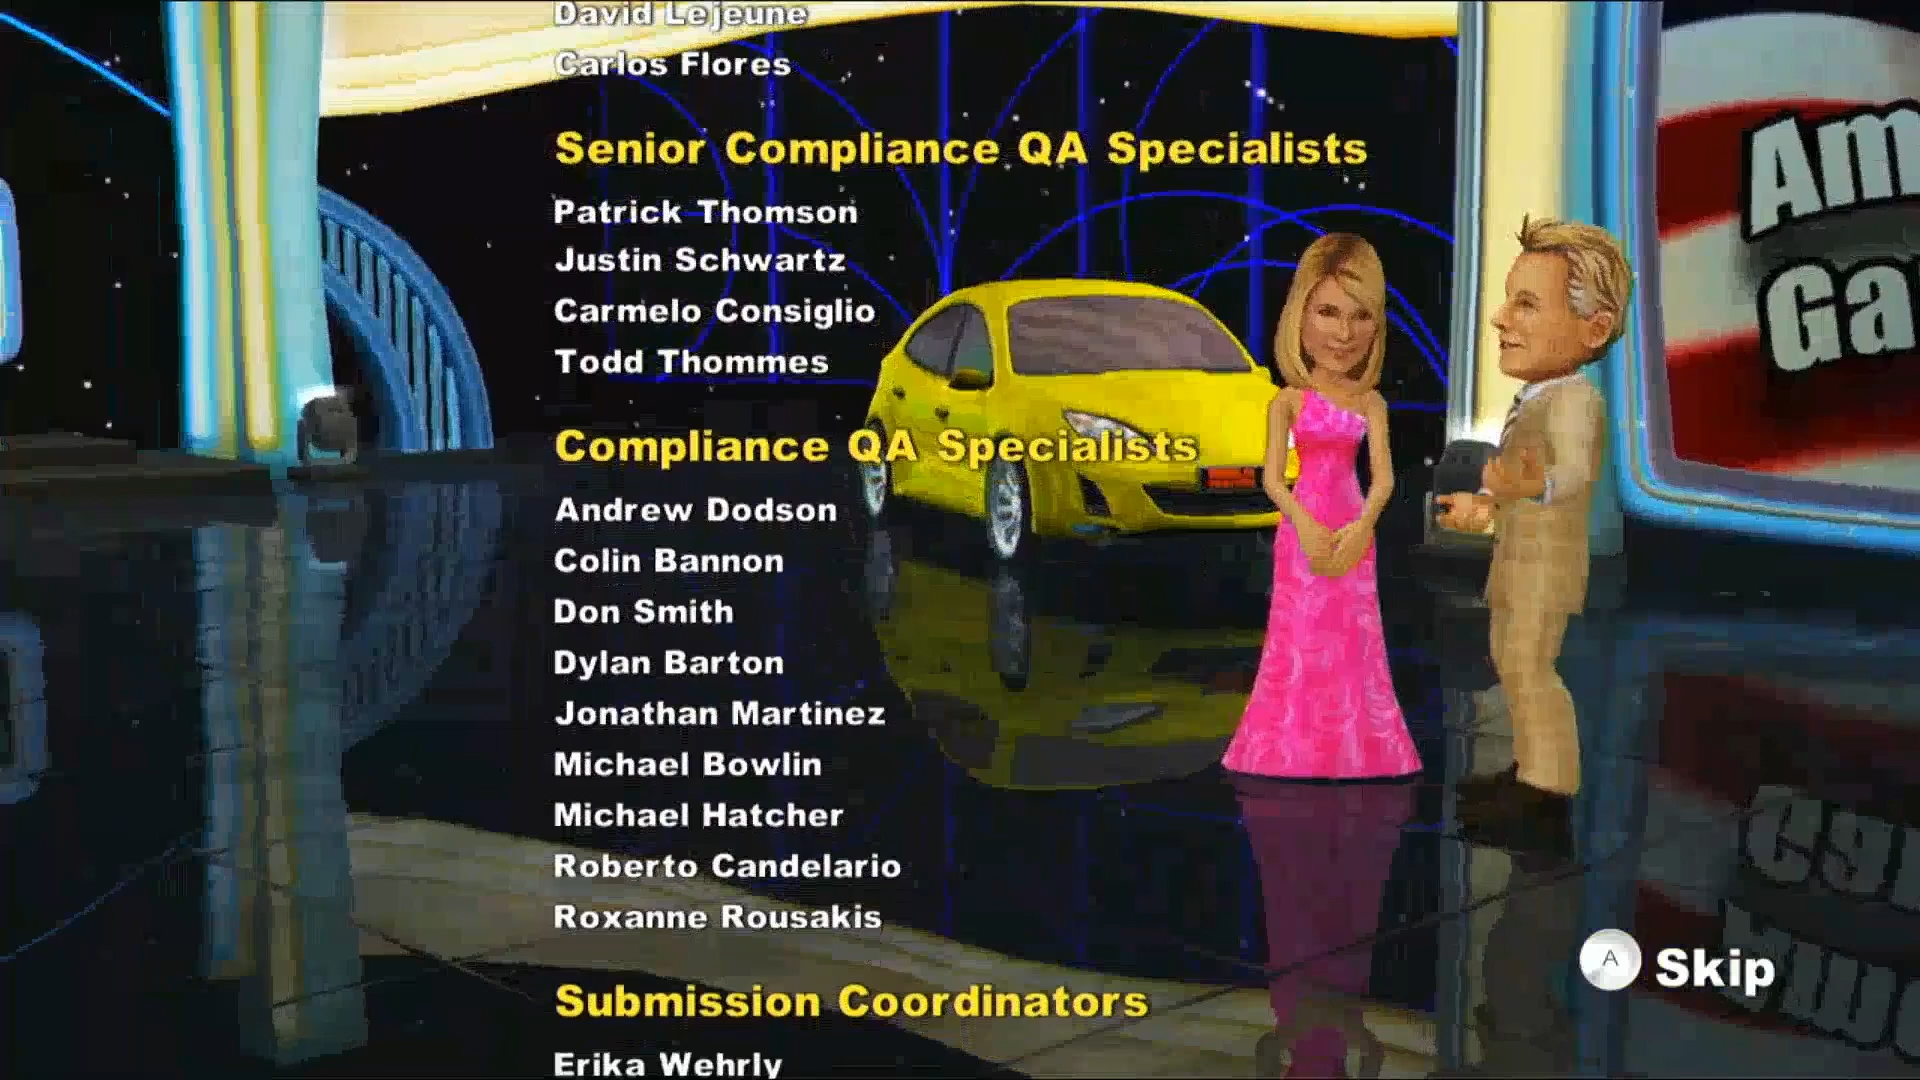 David Lejeune
Carlos Flores
Senior Compliance QA Specialists
Patrick Thomson
Justin Schwartz
Carmelo Consiglio
Todd Thommes
Compliance QA Specialists
Andrew Dodson
Colin Bannon
Don Smith
Dylan Barton
Jonathan Martinez
Michael Bowlin
Michael Hatcher
Roberto Candelario
Roxanne Rousakis
Submission Coordinators
Erika Wehrly
Am
Ga
A Skip